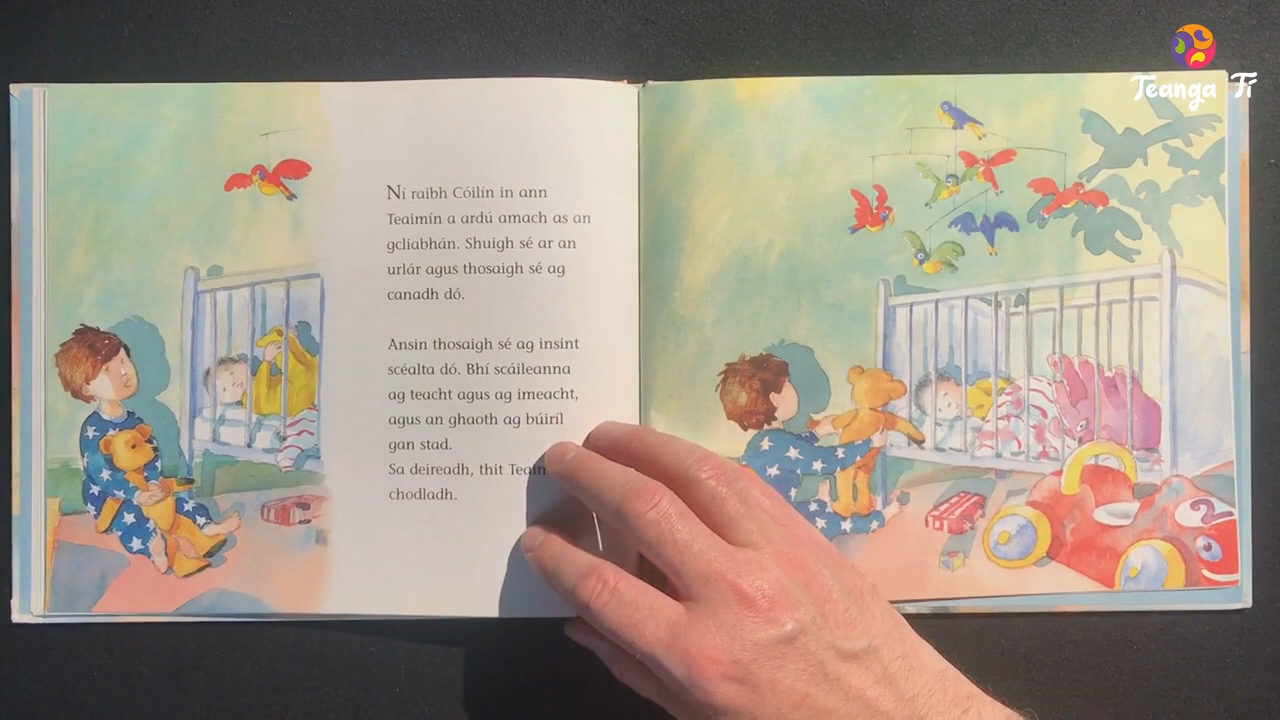 Ní raibh Cóilín in ann
Teaimín a ardú amach as an
gcliabhán. Shuigh sé ar an
urlár agus thosaigh sé ag
canadh dó.
Ansin thosaigh sé ag insint
scéalta dó. Bhí scáileanna
ag teacht agus ag imeacht,
agus an ghaoth ag búiríl
gan stad.
Sa deireadh, thit
chodladh.
2
Teanga Tí